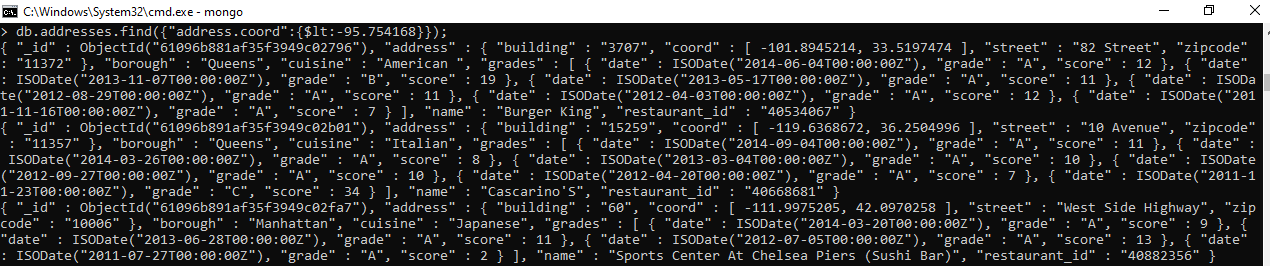 C:\Windows\System32\cmd.exe - mongo
> db.addresses.find({"address.coord":{$lt:-95.754168}});
{ "_id" : ObjectId("61096b881af35f3949c02796"), "address" : { "building" : "3707", "coord" : [ -101.8945214, 33.5197474 ], "street" : "82 Street", "zipcode"
 : "11372" }, "borough" : "Queens", "cuisine" : "American ", "grades" : [ { "date" : ISODate("2014-06-04T00:00:00Z"), "grade" : "A", "score" : 12 }, { "date"
 : ISODate("2013-11-07T00:00:00Z"), "grade" : "B", "score" : 19 }, { "date" : ISODate("2013-05-17T00:00:00Z"), "grade" : "A", "score" : 11 }, { "date" : ISODa
te("2012-08-29T00:00:00Z"), "grade" : "A", "score" : 11 }, { "date" : ISODate("2012-04-03T00:00:00Z"), "grade" : "A", "score" : 12 }, { "date" : ISODate("201
1-11-16T00:00:00Z"), "grade" : "A", "score" : 7 } ], "name" : "Burger King", "restaurant_id" : "40534067" }
{ "_id" : ObjectId("61096b881af35f3949c02b01"), "address" : { "building" : "15259", "coord" : [ -119.6368672, 36.2504996 ], "street" : "10 Avenue", "zipcode"
 : "11357" }, "borough" : "Queens", "cuisine" : "Italian", "grades" : [ { "date" : ISODate("2014-09-04T00:00:00Z"), "grade" : "A", "score" : 11 }, { "date" :
 ISODate("2014-03-26T00:00:00Z"), "grade" : "A", "score" : 8 }, { "date" : ISODate("2013-03-04T00:00:00Z"), "grade" : "A", "score" : 10 }, { "date" : ISODate
("2012-09-27T00:00:00Z"), "grade" : "A", "score" : 10 }, { "date" : ISODate("2012-04-20T00:00:00Z"), "grade" : "A", "score" : 7 }, { "date" : ISODate("2011-1
1-23T00:00:00Z"), "grade" : "C", "score" : 34 } ], "name" : "Cascarino'S", "restaurant_id" : "40668681" }
{ "_id" : ObjectId("61096b881af35f3949c02fa7"), "address" : { "building" : "60", "coord" : [ -111.9975205, 42.0970258 ], "street" : "West Side Highway", "zip
code" : "10006" }, "borough" : "Manhattan", "cuisine" : "Japanese", "grades" : [ { "date" : ISODate("2014-03-20T00:00:00Z"), "grade" : "A", "score" : 9 }, {
"date" : ISODate("2013-06-28T00:00:00Z"), "grade" : "A", "score" : 11 }, { "date" : ISODate("2012-07-05T00:00:00Z"), "grade" : "A", "score" : 13 }, { "date" 
: ISODate("2011-07-27T00:00:00Z"), "grade" : "A", "score" : 2 } ], "name" : "Sports Center At Chelsea Piers (Sushi Bar)", "restaurant_id" : "40882356" }